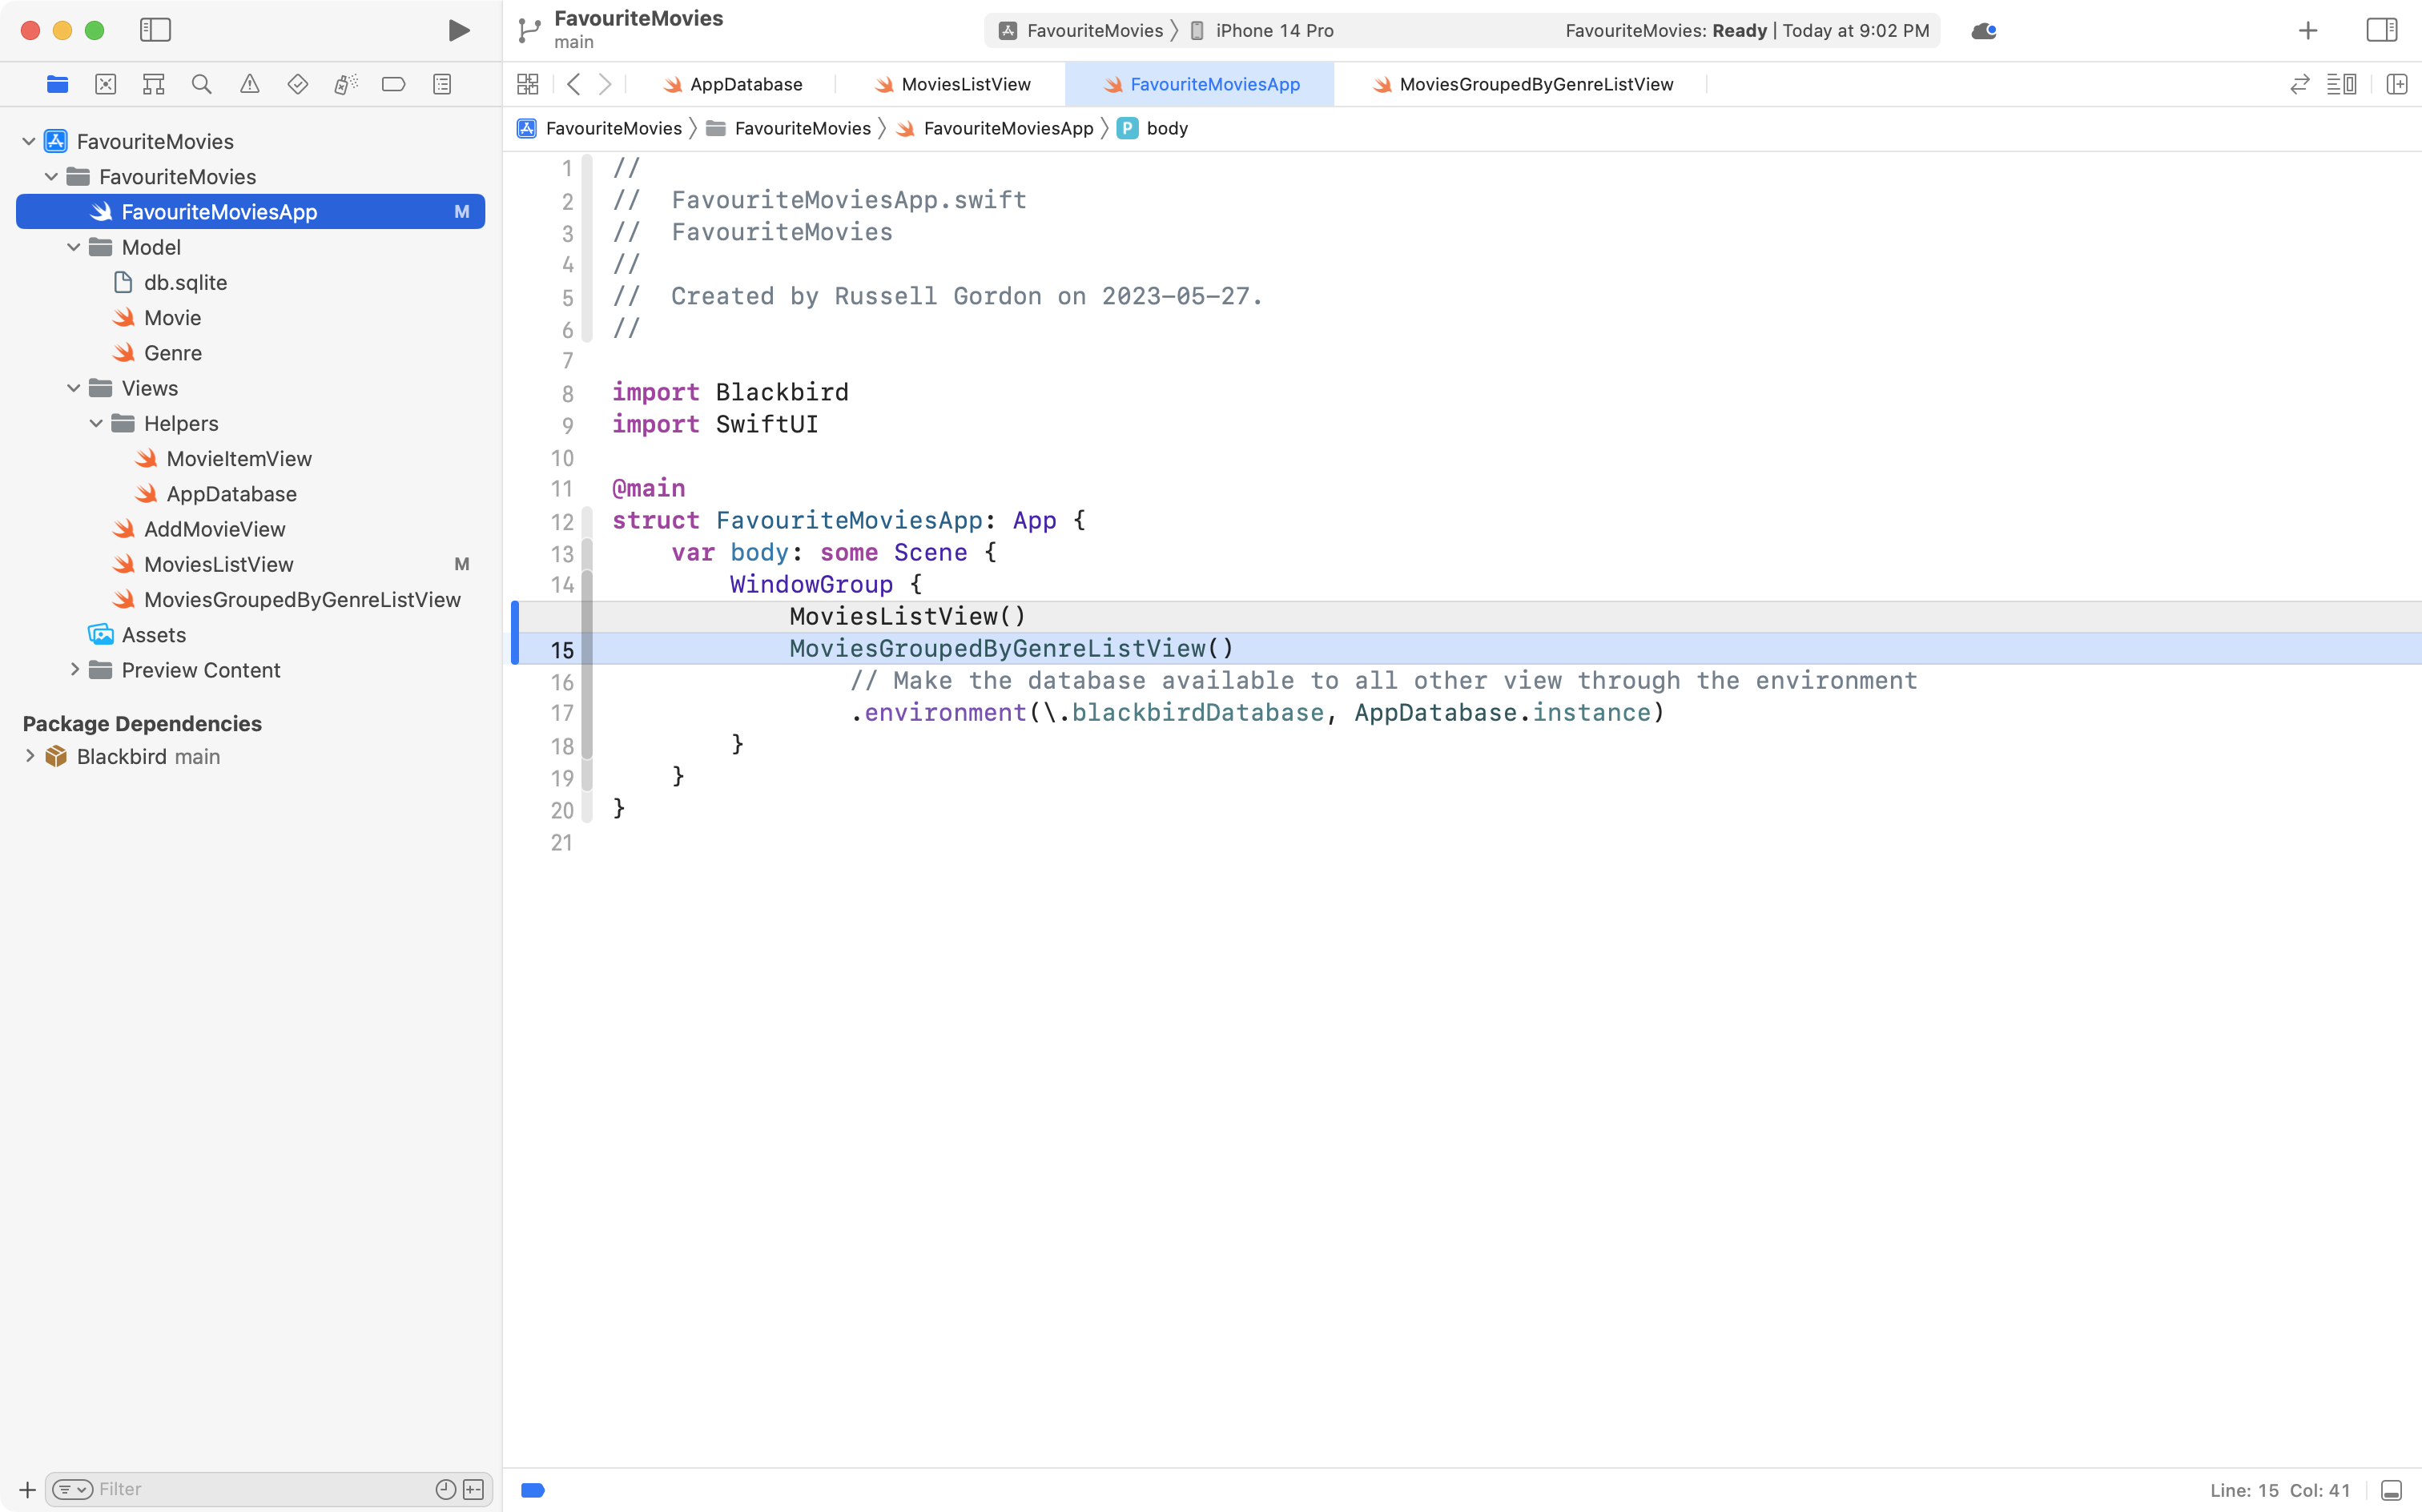 FavouriteMovies
main
FavouriteMovies
iPhone 14 Pro
FavouriteMovies: Ready | Today at 9:02 PM
AppDatabase
MoviesListView
FavouriteMoviesApp
MoviesGroupedByGenreListView
FavouriteMovies
FavouriteMovies
FavouriteMoviesApp
P
body
FavouriteMovies
FavouriteMovies
FavouriteMoviesApp M
Model
db.sqlite
Movie
Genre
Views
Helpers
MovieItemView
AppDatabase
AddMovieView
MoviesListView M
MoviesGroupedByGenreListView
Assets
Preview Content
Package Dependencies
Blackbird main
Filter
1 //
2 //  FavouriteMoviesApp.swift
3 //  FavouriteMovies
4 //
5 //  Created by Russell Gordon on 2023-05-27.
6 //
7
8 import Blackbird
9 import SwiftUI
10
11 @main
12 struct FavouriteMoviesApp: App {
13     var body: some Scene {
14         WindowGroup {
            MoviesListView()
15             MoviesGroupedByGenreListView()
16                 // Make the database available to all other view through the environment
17                 .environment(\.blackbirdDatabase, AppDatabase.instance)
18         }
19     }
20 }
21
Line: 15 Col: 41